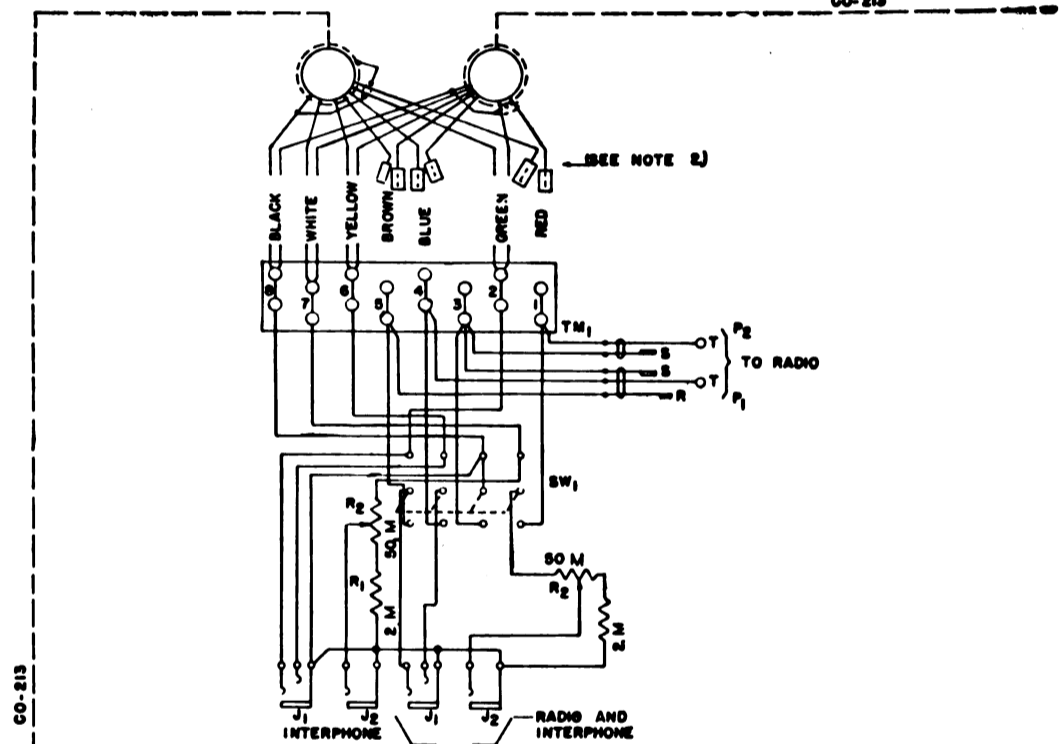 CO-213
(SEE NOTE 2)
BLACK
WHITE
YELLOW
BROWN
BLUE
GREEN
RED
8 7 6 5 4 3 2 1
TM1
T P2
S
TO RADIO
S
T
R P1
SW1
R2
50 M
R1
2 M
50 M
R2
2 M
CO-213
J1 J2 J1 J2
INTERPHONE
RADIO AND
INTERPHONE